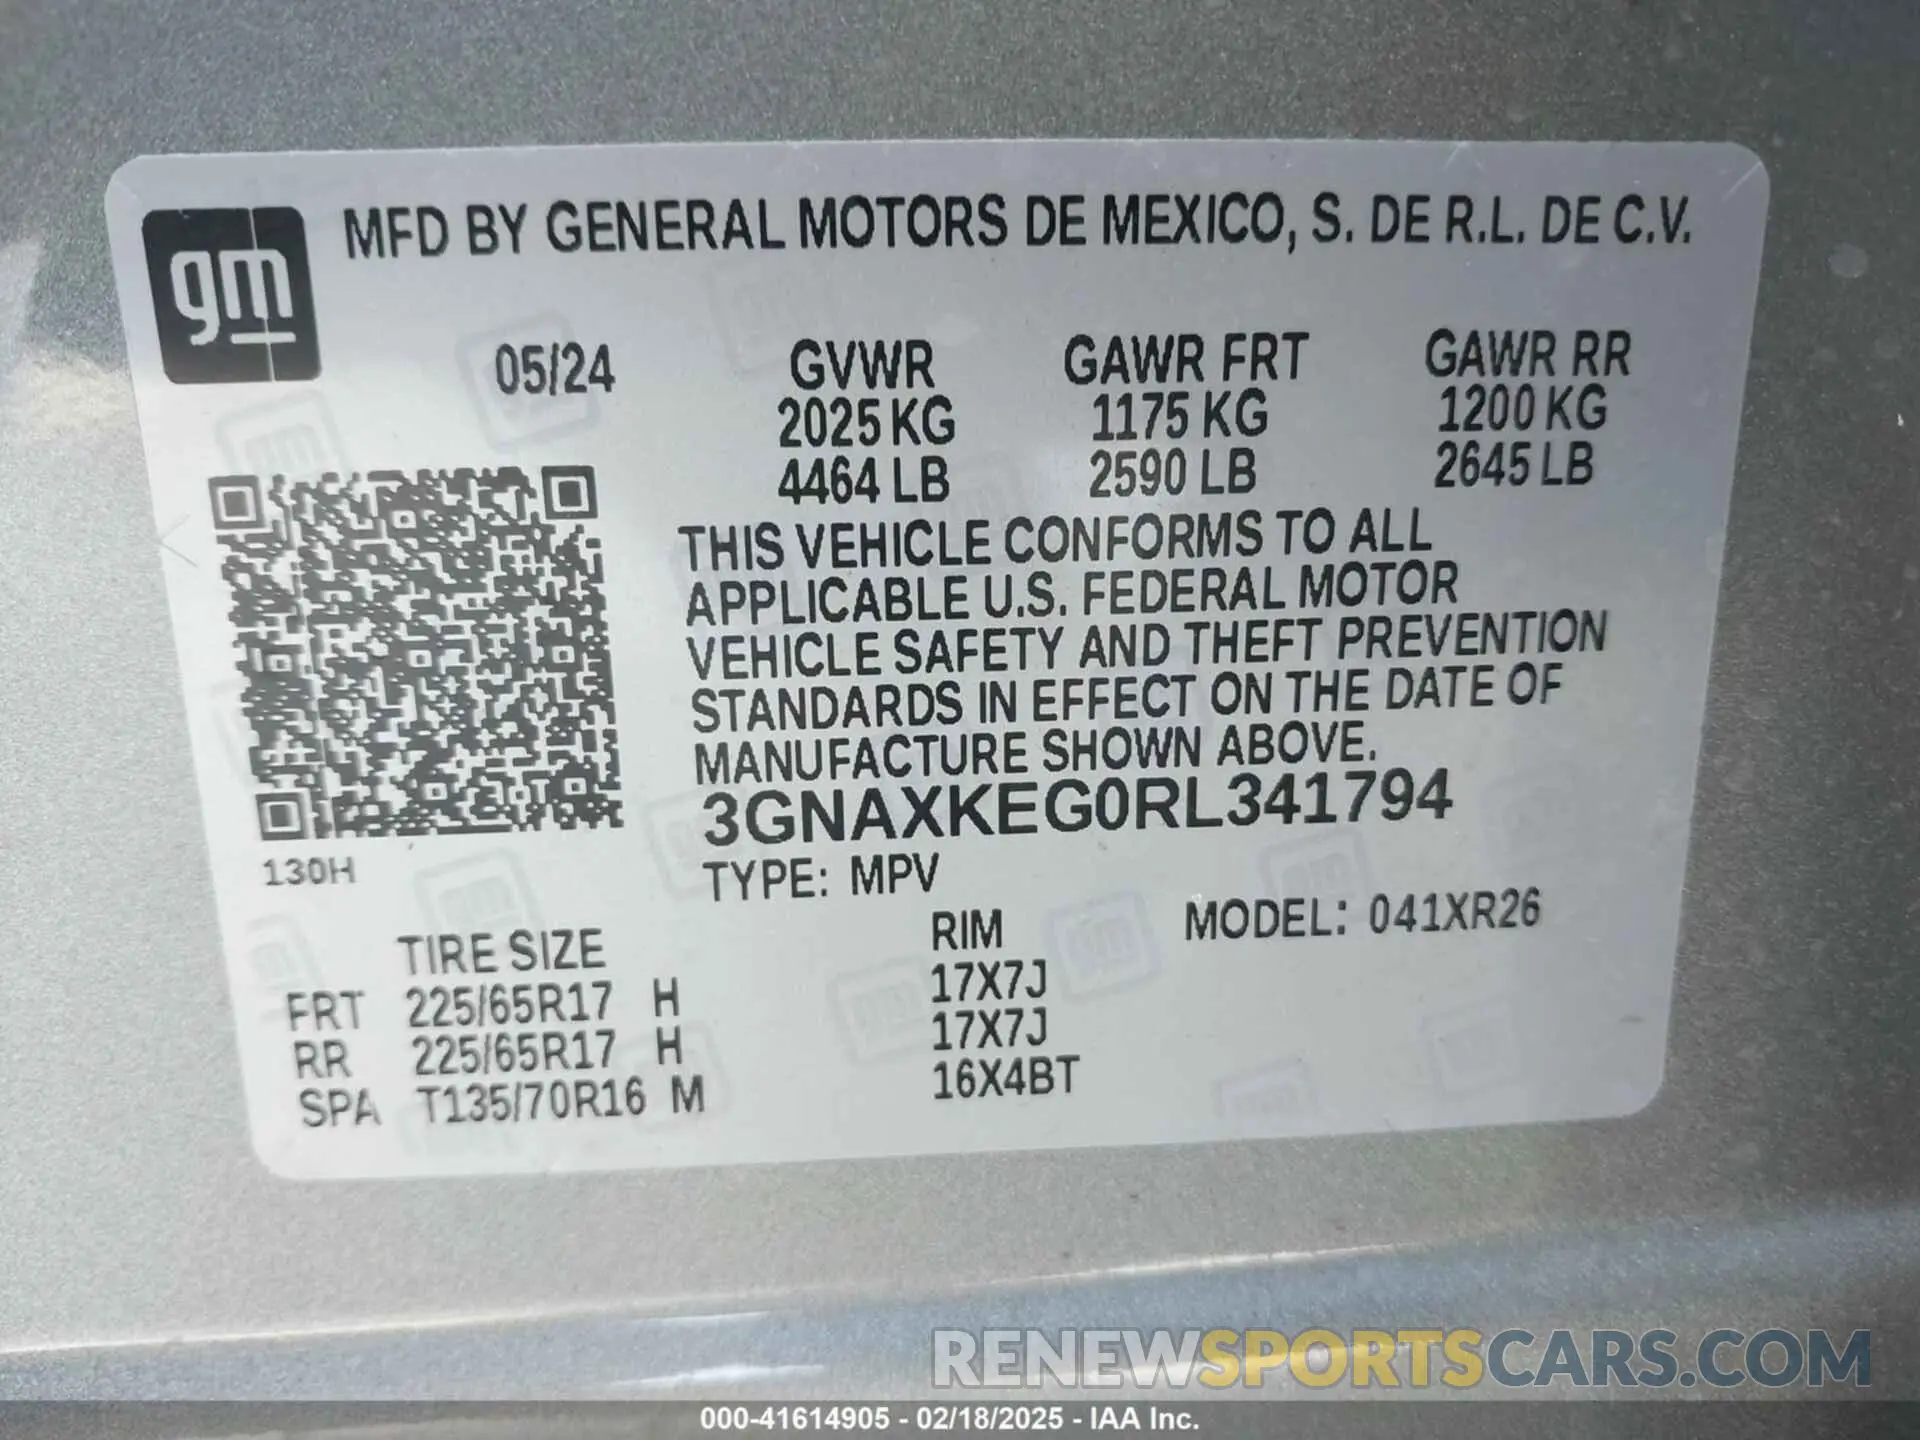 gm
MFD BY GENERAL MOTORS DE MEXICO, S. DE R.L. DE C.V.
05/24 GVWR GAWR FRT GAWR RR
2025 KG 1175 KG 1200 KG
4464 LB 2590 LB 2645 LB
THIS VEHICLE CONFORMS TO ALL
APPLICABLE U.S. FEDERAL MOTOR
VEHICLE SAFETY AND THEFT PREVENTION
STANDARDS IN EFFECT ON THE DATE OF
MANUFACTURE SHOWN ABOVE.
3GNAXKEG0RL341794
130H
TYPE: MPV
MODEL: 041XR26
TIRE SIZE RIM
FRT 225/65R17 H 17X7J
RR 225/65R17 H 17X7J
SPA T135/70R16 M 16X4BT
RENEWSPORTSCARS.COM
000-41614905 - 02/18/2025 - IAA Inc.